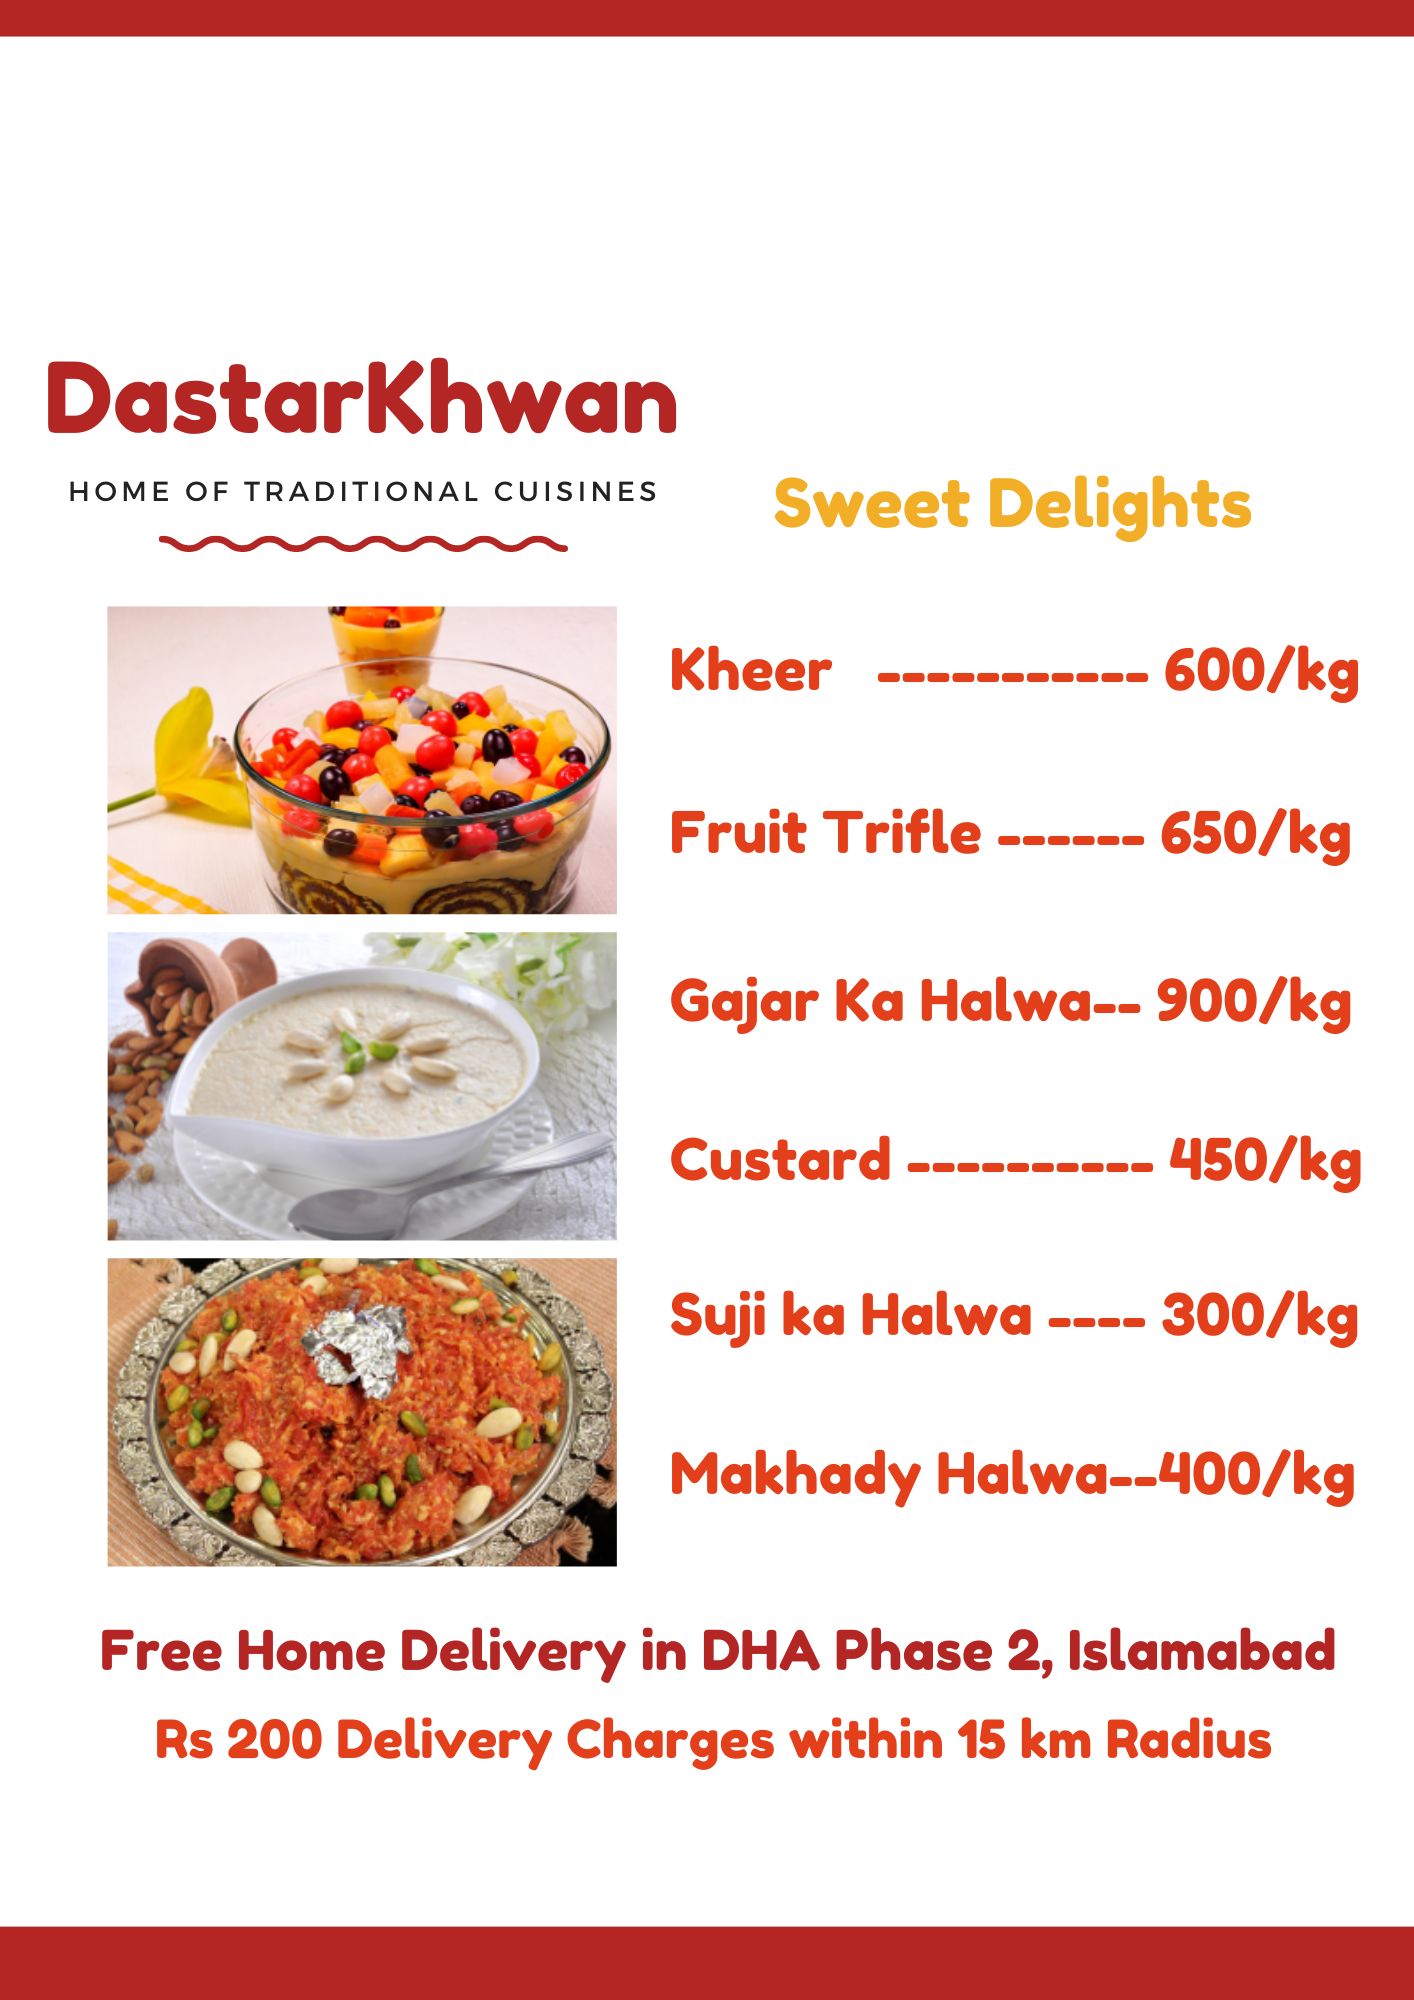 DastarKhwan
HOME OF TRADITIONAL CUISINES
Sweet Delights
Kheer ----------- 600/kg
Fruit Trifle ------ 650/kg
Gajar Ka Halwa-- 900/kg
Custard ---------- 450/kg
Suji ka Halwa ---- 300/kg
Makhady Halwa--400/kg
Free Home Delivery in DHA Phase 2, Islamabad
Rs 200 Delivery Charges within 15 km Radius